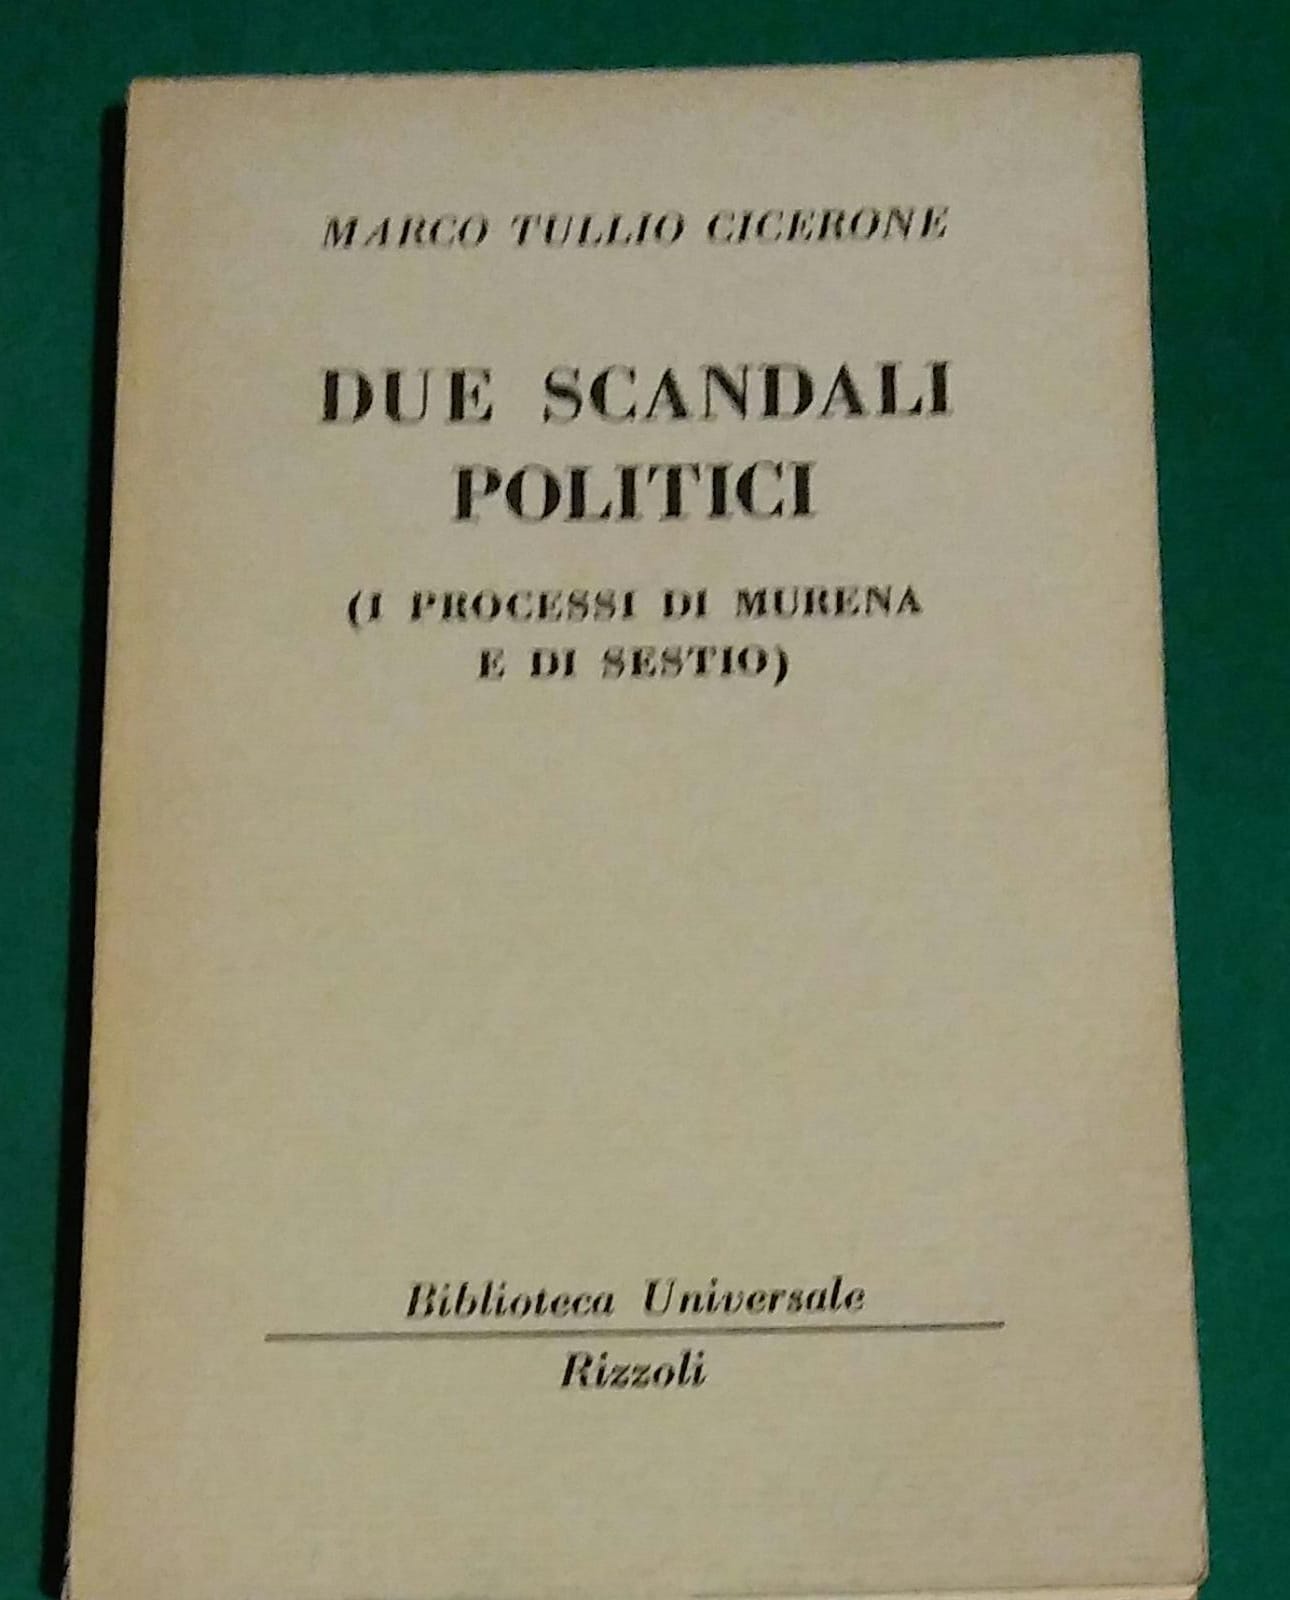 MARCO TULLIO CICERONE
DUE SCANDALI
POLITICI
(I PROCESSI DI MURENA
E DI SESTIO)
Biblioteca Universale
Rizzoli